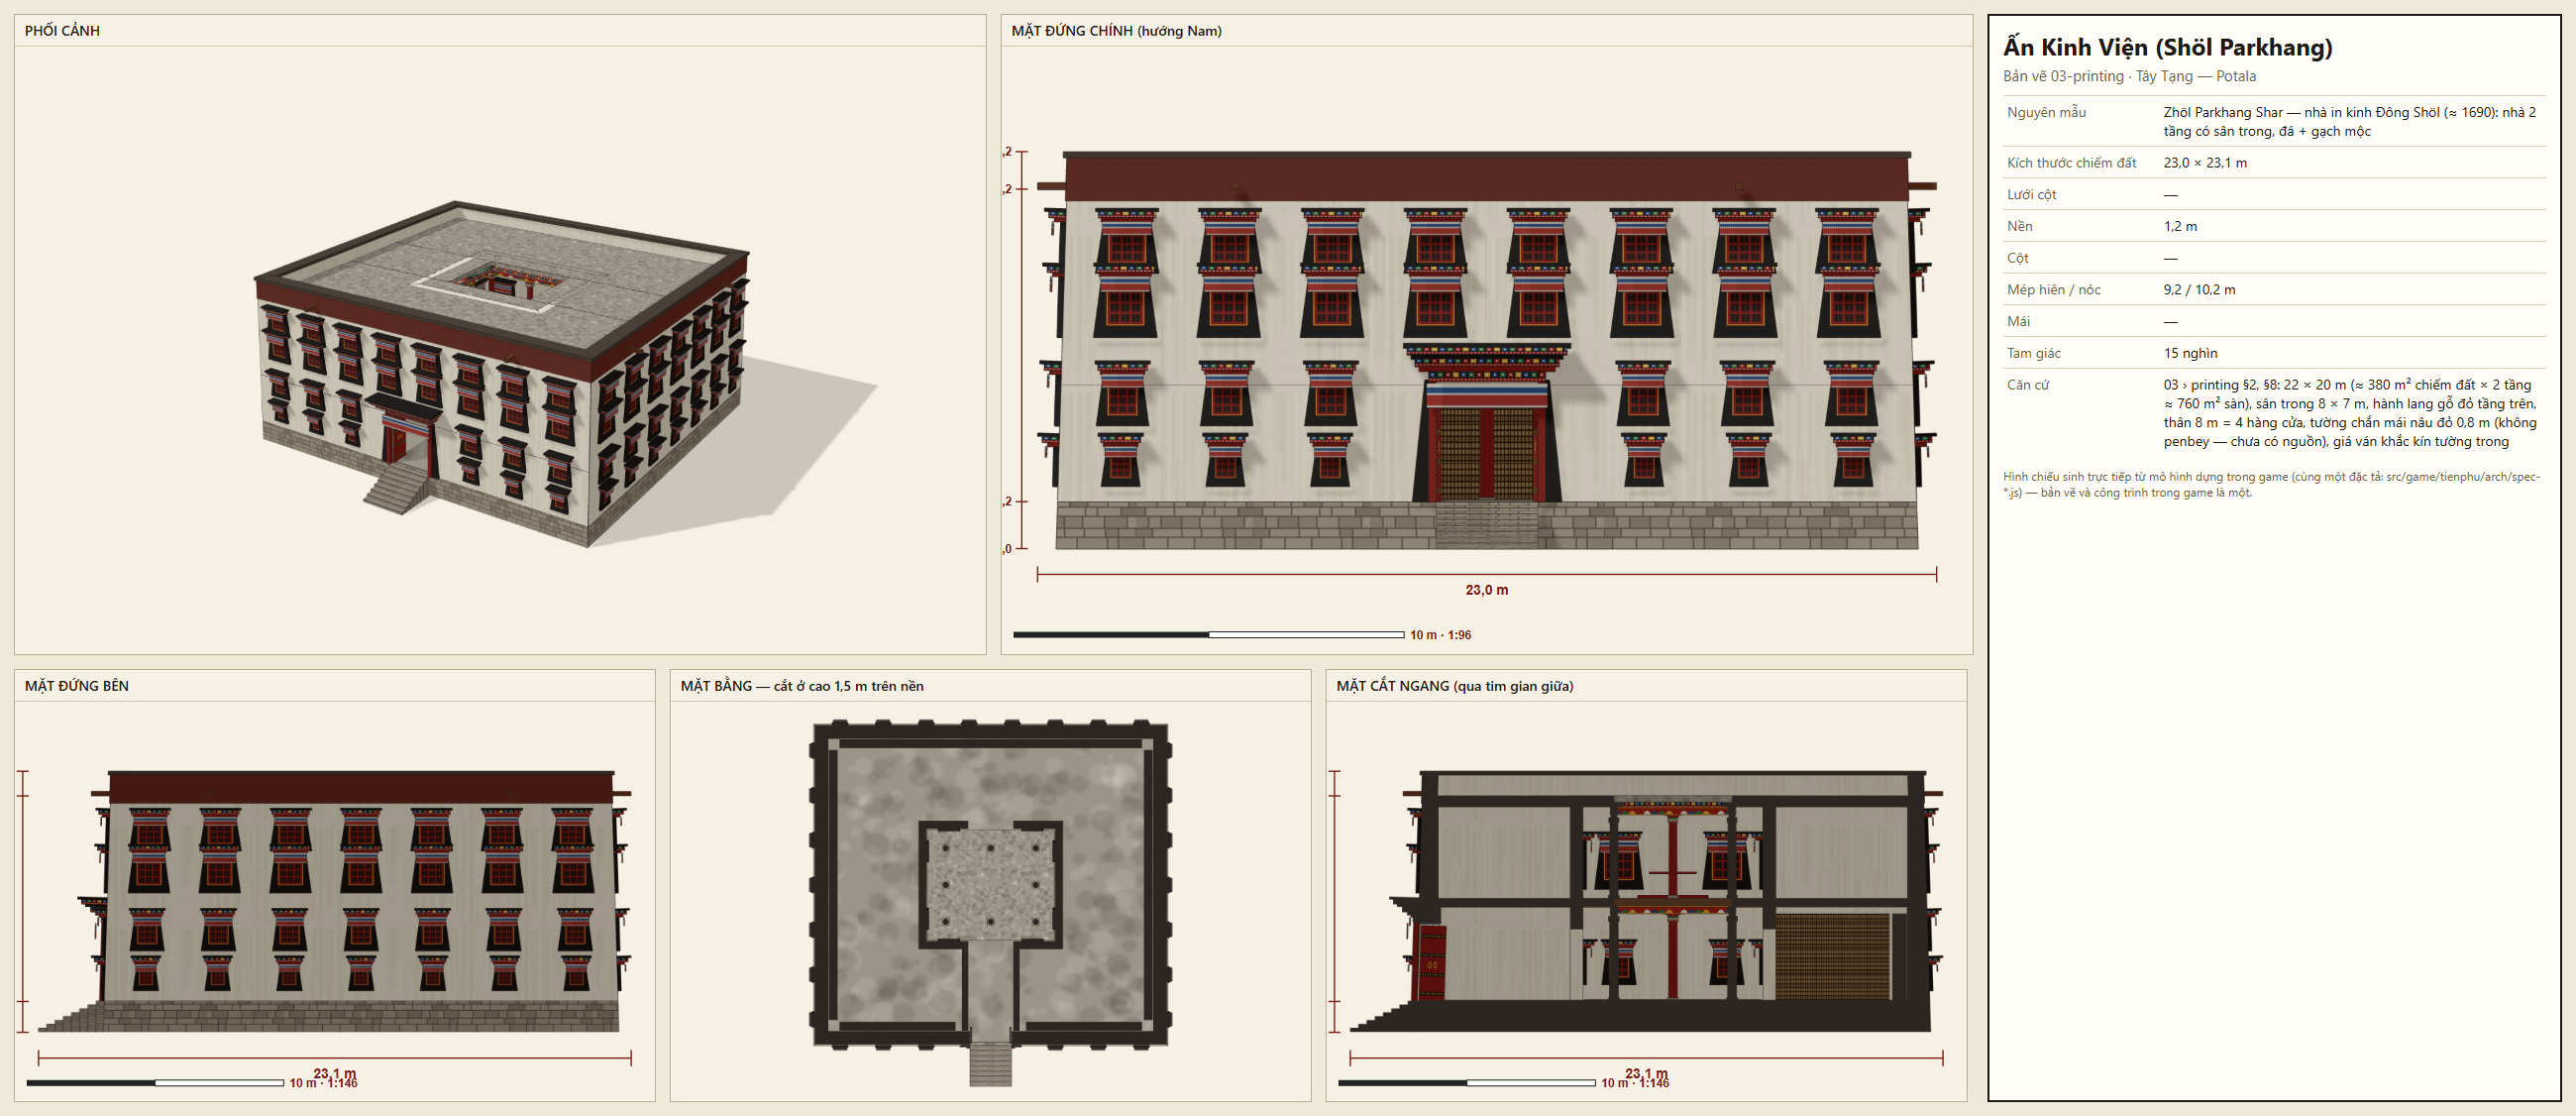 PHỐI CẢNH
MẶT ĐỨNG CHÍNH (hướng Nam)
,2
,2
,2
,0
23,0 m
10 m · 1:96
MẶT ĐỨNG BÊN
23,1 m
10 m · 1:146
MẶT BẰNG — cắt ở cao 1,5 m trên nền
MẶT CẮT NGANG (qua tim gian giữa)
23,1 m
10 m · 1:146
Ấn Kinh Viện (Shöl Parkhang)
Bản vẽ 03-printing · Tây Tạng — Potala
Nguyên mẫu Zhöl Parkhang Shar — nhà in kinh Đông Shöl (≈ 1690): nhà 2
tầng có sân trong, đá + gạch mộc
Kích thước chiếm đất 23,0 × 23,1 m
Lưới cột —
Nền 1,2 m
Cột —
Mép hiên / nóc 9,2 / 10,2 m
Mái —
Tam giác 15 nghìn
Căn cứ 03 › printing §2, §8: 22 × 20 m (≈ 380 m² chiếm đất × 2 tầng
≈ 760 m² sàn), sân trong 8 × 7 m, hành lang gỗ đỏ tầng trên,
thân 8 m = 4 hàng cửa, tường chắn mái nâu đỏ 0,8 m (không
penbey — chưa có nguồn), giá ván khắc kín tường trong
Hình chiếu sinh trực tiếp từ mô hình dựng trong game (cùng một đặc tả: src/game/tienphu/arch/spec-
*.js) — bản vẽ và công trình trong game là một.